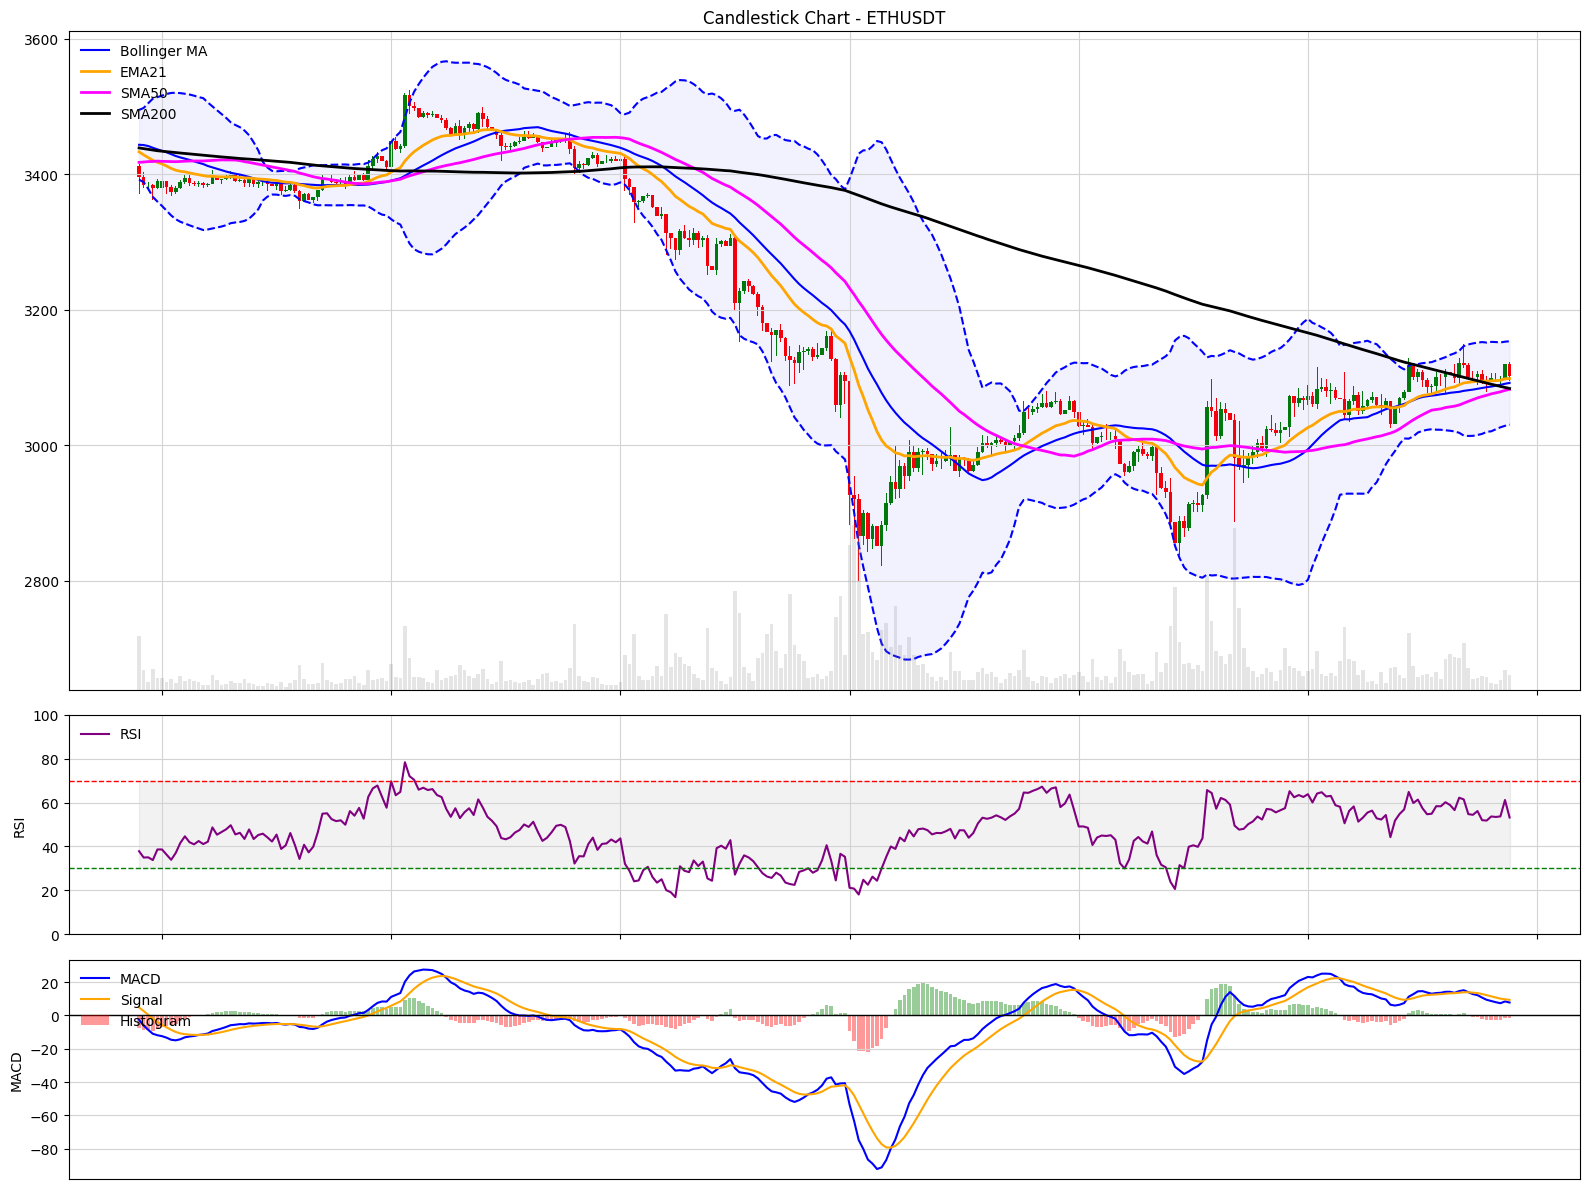 Candlestick Chart - ETHUSDT
3600
3400
3200
3000
2800
Bollinger MA
EMA21
SMA50
SMA200
100
80
60
40
20
0
RSI
RSI
20
0
−20
−40
−60
−80
MACD
MACD
Signal
Histogram